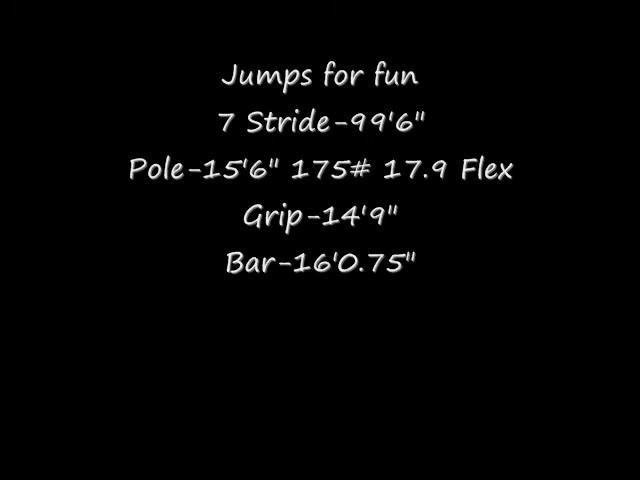 Jumps for fun
7 Stride-99'6"
Pole-15'6" 175# 17.9 Flex
Grip-14'9"
Bar-16'0.75"